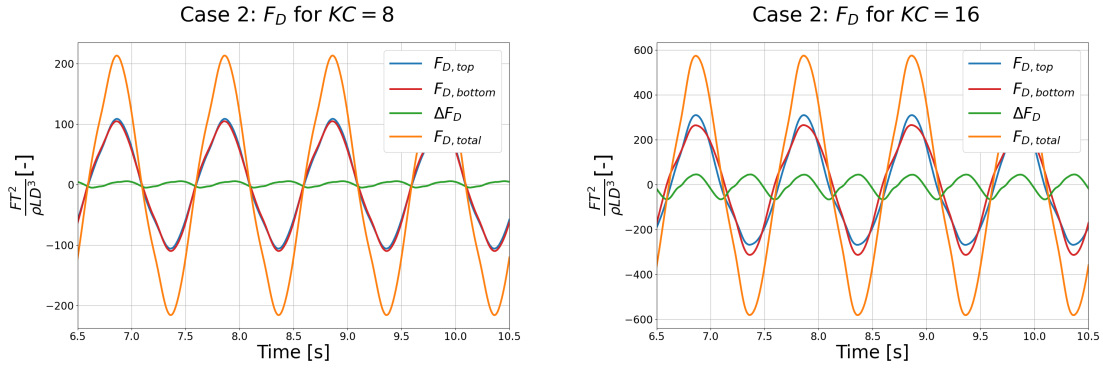 Case 2: F_D for KC = 8
200
100
0
−100
−200
FT²/ρLD³ [-]
6.5 7.0 7.5 8.0 8.5 9.0 9.5 10.0 10.5
Time [s]
F_D,top
F_D,bottom
ΔF_D
F_D,total
Case 2: F_D for KC = 16
600
400
200
0
−200
−400
−600
FT²/ρLD³ [-]
6.5 7.0 7.5 8.0 8.5 9.0 9.5 10.0 10.5
Time [s]
F_D,top
F_D,bottom
ΔF_D
F_D,total